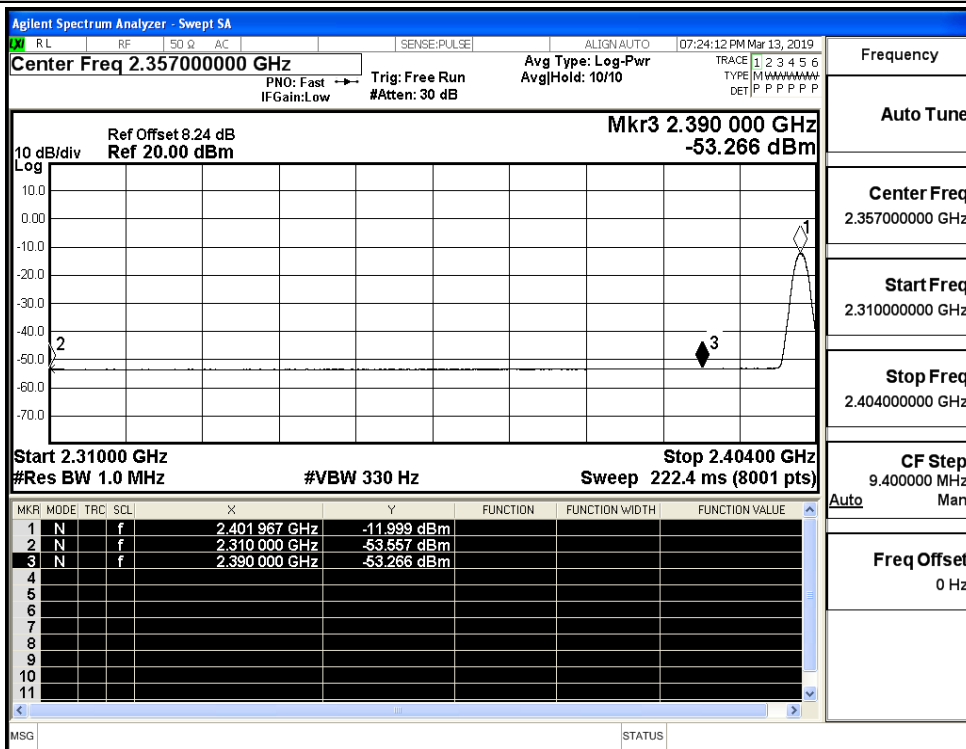 Agilent Spectrum Analyzer - Swept SA
LXI RL RF 50 Ω AC SENSE:PULSE ALIGN AUTO 07:24:12 PM Mar 13, 2019
Center Freq 2.357000000 GHz
PNO: Fast
IFGain:Low
Trig: Free Run
#Atten: 30 dB
Avg Type: Log-Pwr
Avg|Hold: 10/10
TRACE 1 2 3 4 5 6
TYPE M WWWWW
DET P P P P P P
Ref Offset 8.24 dB
10 dB/div Ref 20.00 dBm
Log
Mkr3 2.390 000 GHz
-53.266 dBm
10.0
0.00
-10.0
-20.0
-30.0
-40.0
-50.0
-60.0
-70.0
1
2
3
Start 2.31000 GHz Stop 2.40400 GHz
#Res BW 1.0 MHz #VBW 330 Hz Sweep 222.4 ms (8001 pts)
MKR MODE TRC SCL X Y FUNCTION FUNCTION WIDTH FUNCTION VALUE
1 N f 2.401 967 GHz -11.999 dBm
2 N f 2.310 000 GHz -53.557 dBm
3 N f 2.390 000 GHz -53.266 dBm
4
5
6
7
8
9
10
11
MSG STATUS
Frequency
Auto Tune
Center Freq
2.357000000 GHz
Start Freq
2.310000000 GHz
Stop Freq
2.404000000 GHz
CF Step
9.400000 MHz
Auto Man
Freq Offset
0 Hz